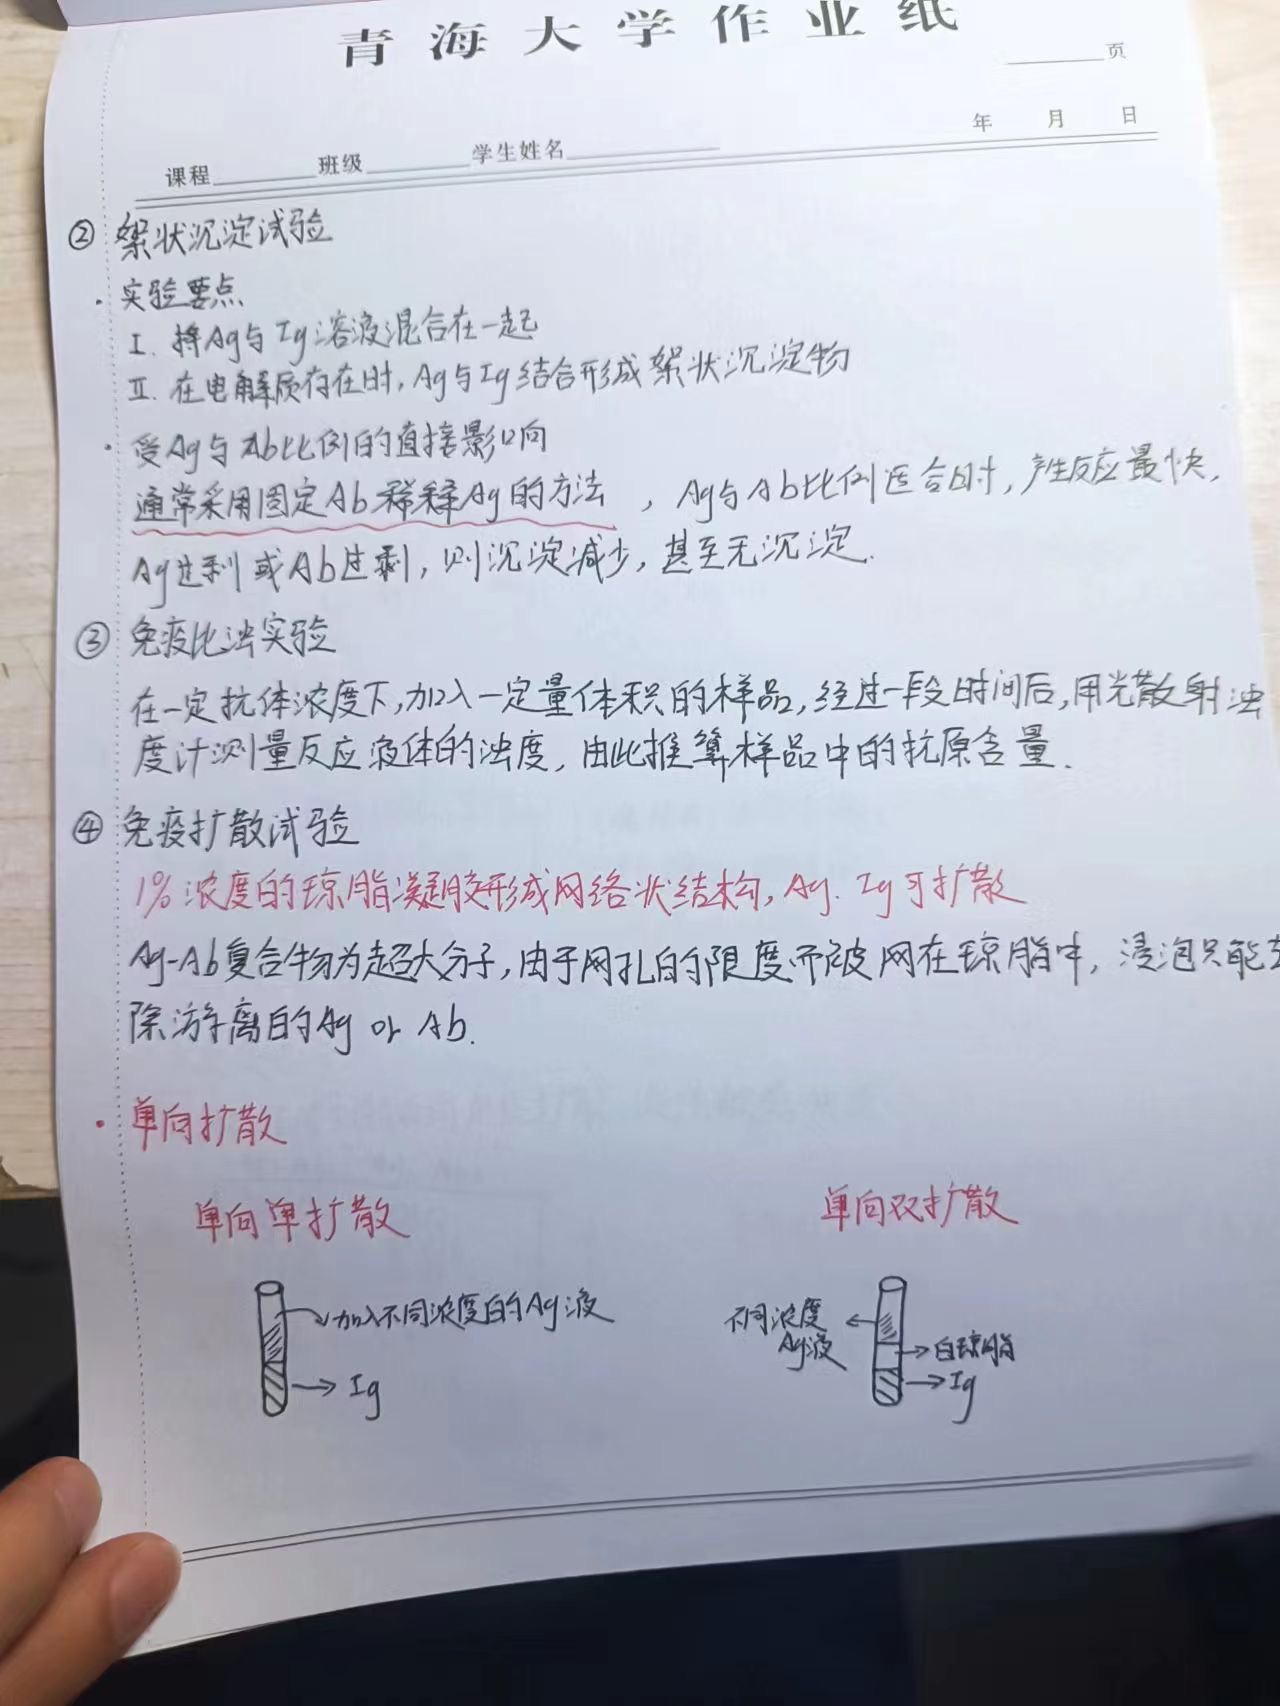 青海大学作业纸
页
年 月 日
课程 班级 学生姓名
② 絮状沉淀试验
· 实验要点
I. 将Ag与Ig溶液混合在一起
II. 在电解质存在时, Ag与Ig结合形成絮状沉淀物
· 受Ag与Ab比例的直接影响
通常采用固定Ab稀释Ag的方法, Ag与Ab比例适合时, 产生反应最快,
Ag过剩或Ab过剩, 则沉淀减少, 甚至无沉淀.
③ 免疫比浊实验
在一定抗体浓度下, 加入一定量体积的样品, 经过一段时间后, 用光散射浊
度计测量反应液体的浊度, 由此推算样品中的抗原含量.
④ 免疫扩散试验
1%浓度的琼脂凝胶形成网络状结构, Ag. Ig可扩散
Ag-Ab复合物为超大分子, 由于网孔的限度而被网在琼脂中, 浸泡只能去
除游离的Ag or Ab.
· 单向扩散
单向单扩散 单向双扩散
加入不同浓度的Ag液
Ig
不同浓度
Ag液
白琼脂
Ig